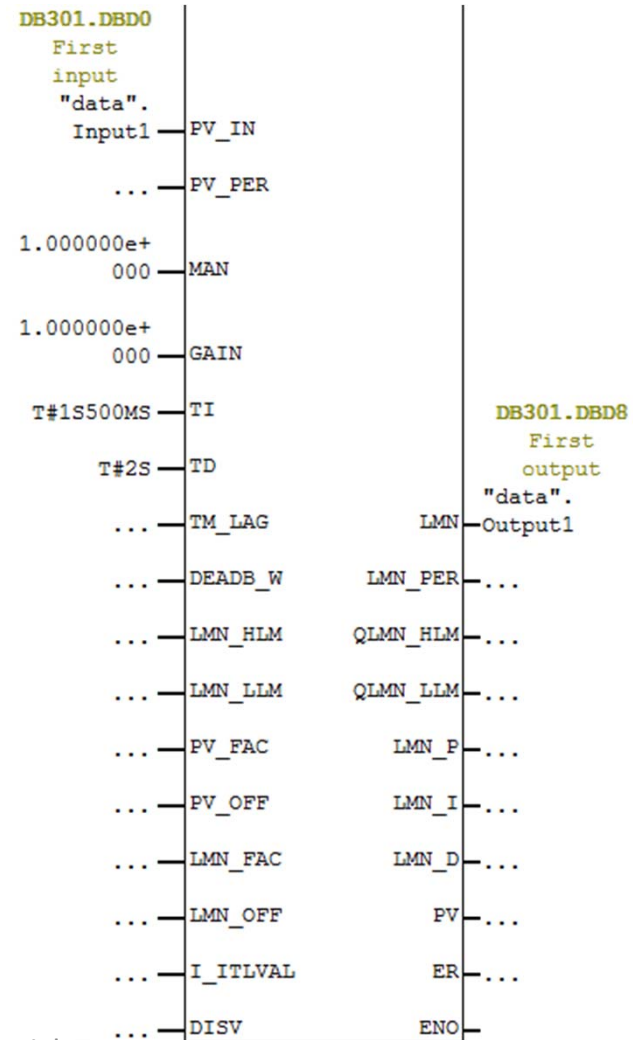 DB301.DBD0
First
input
"data".
Input1 PV_IN
... PV_PER
1.000000e+
000 MAN
1.000000e+
000 GAIN
T#1S500MS TI
T#2S TD
DB301.DBD8
First
output
"data".
... TM_LAG LMN Output1
... DEADB_W LMN_PER ...
... LMN_HLM QLMN_HLM ...
... LMN_LLM QLMN_LLM ...
... PV_FAC LMN_P ...
... PV_OFF LMN_I ...
... LMN_FAC LMN_D ...
... LMN_OFF PV ...
... I_ITLVAL ER ...
... DISV ENO